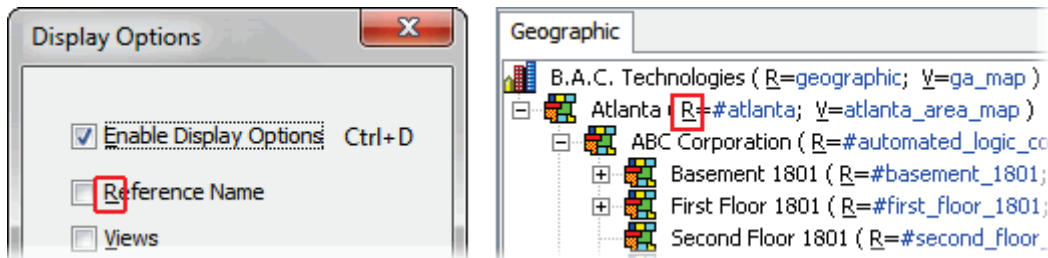 Display Options
Enable Display Options Ctrl+D
Reference Name
Views
Geographic
B.A.C. Technologies ( R=geographic; V=ga_map )
Atlanta ( R=#atlanta; V=atlanta_area_map )
ABC Corporation ( R=#automated_logic_co
Basement 1801 ( R=#basement_1801;
First Floor 1801 ( R=#first_floor_1801;
Second Floor 1801 ( R=#second_floor_